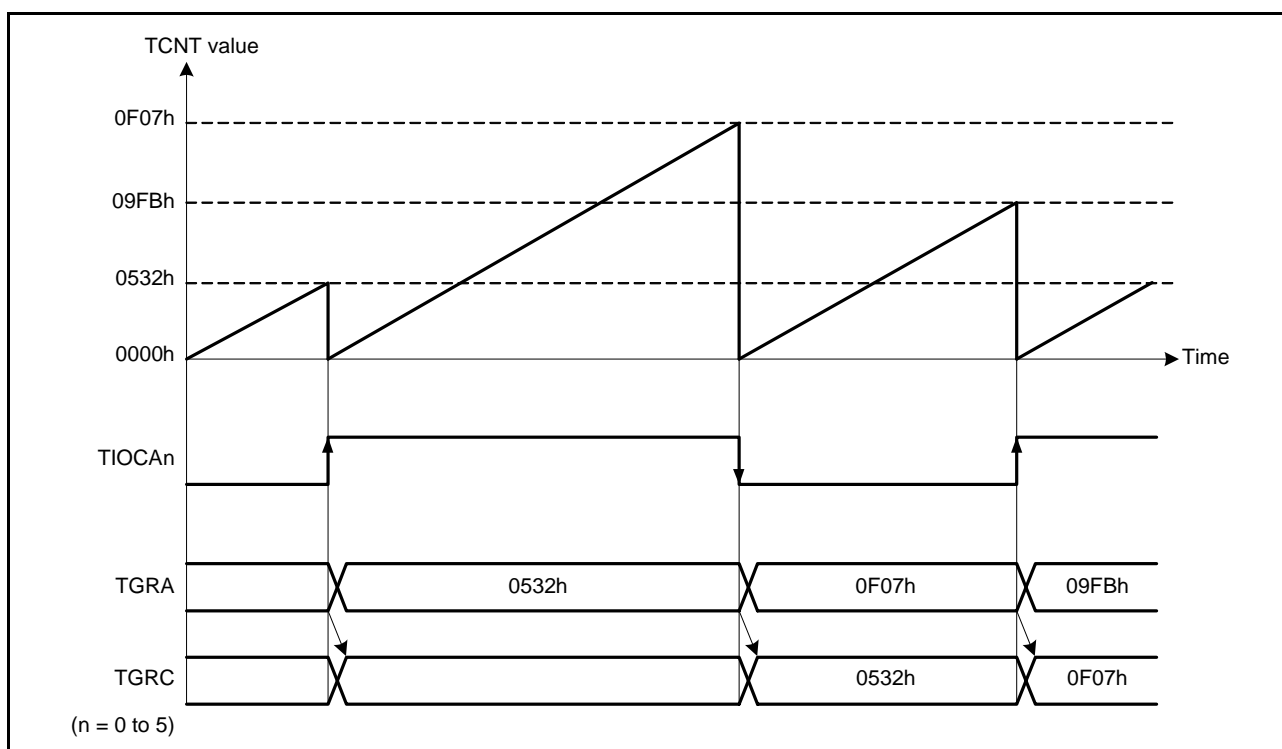 TCNT value
0F07h
09FBh
0532h
0000h
Time
TIOCAn
TGRA 0532h 0F07h 09FBh
TGRC 0532h 0F07h
(n = 0 to 5)